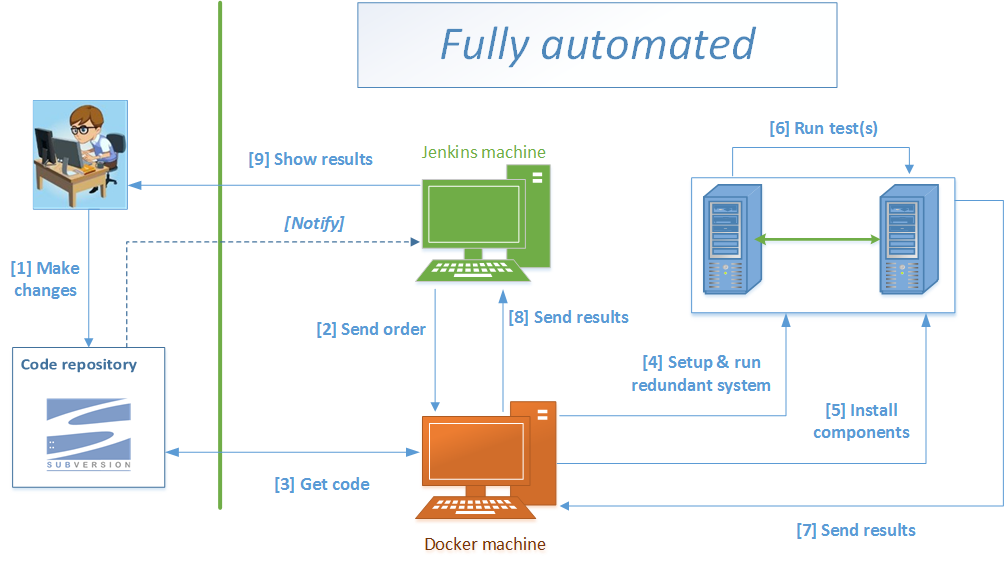 Fully automated
[6] Run test(s)
Jenkins machine
[9] Show results
[Notify]
[1] Make
changes
[2] Send order
[8] Send results
Code repository
[4] Setup & run
redundant system
[5] Install
components
SUBVERSION
[3] Get code
[7] Send results
Docker machine